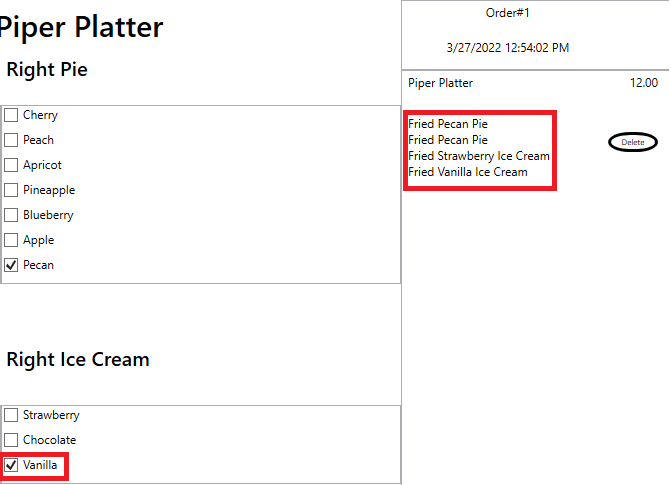 Piper Platter
Right Pie
Cherry
Peach
Apricot
Pineapple
Blueberry
Apple
Pecan
Right Ice Cream
Strawberry
Chocolate
Vanilla
Order#1
3/27/2022 12:54:02 PM
Piper Platter 12.00
Fried Pecan Pie
Fried Pecan Pie
Delete
Fried Strawberry Ice Cream
Fried Vanilla Ice Cream